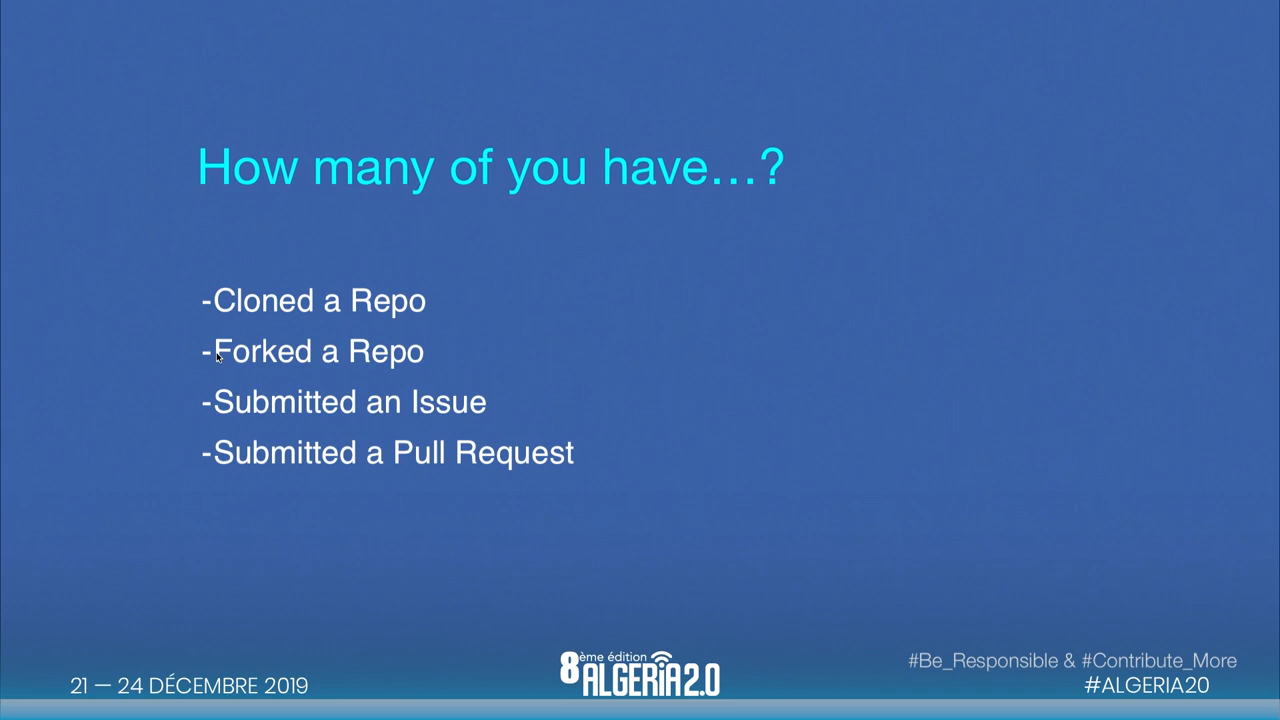 How many of you have…?
-Cloned a Repo
-Forked a Repo
-Submitted an Issue
-Submitted a Pull Request
#Be_Responsible & #Contribute_More
21 — 24 DÉCEMBRE 2019
8ème édition
ALGERIA2.0
#ALGERIA20